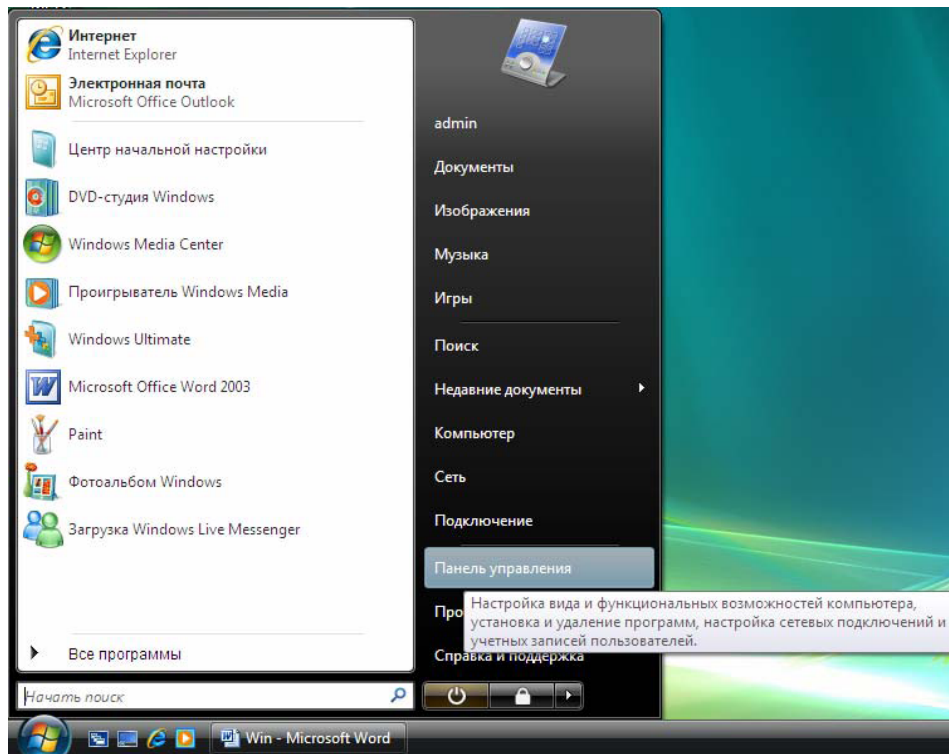 Интернет
Internet Explorer
Электронная почта
Microsoft Office Outlook
Центр начальной настройки
DVD-студия Windows
Windows Media Center
Проигрыватель Windows Media
Windows Ultimate
Microsoft Office Word 2003
Paint
Фотоальбом Windows
Загрузка Windows Live Messenger
Все программы
Начать поиск
admin
Документы
Изображения
Музыка
Игры
Поиск
Недавние документы
Компьютер
Сеть
Подключение
Панель управления
Настройка вида и функциональных возможностей компьютера,
установка и удаление программ, настройка сетевых подключений и
учетных записей пользователей.
Справка и поддержка
Win - Microsoft Word